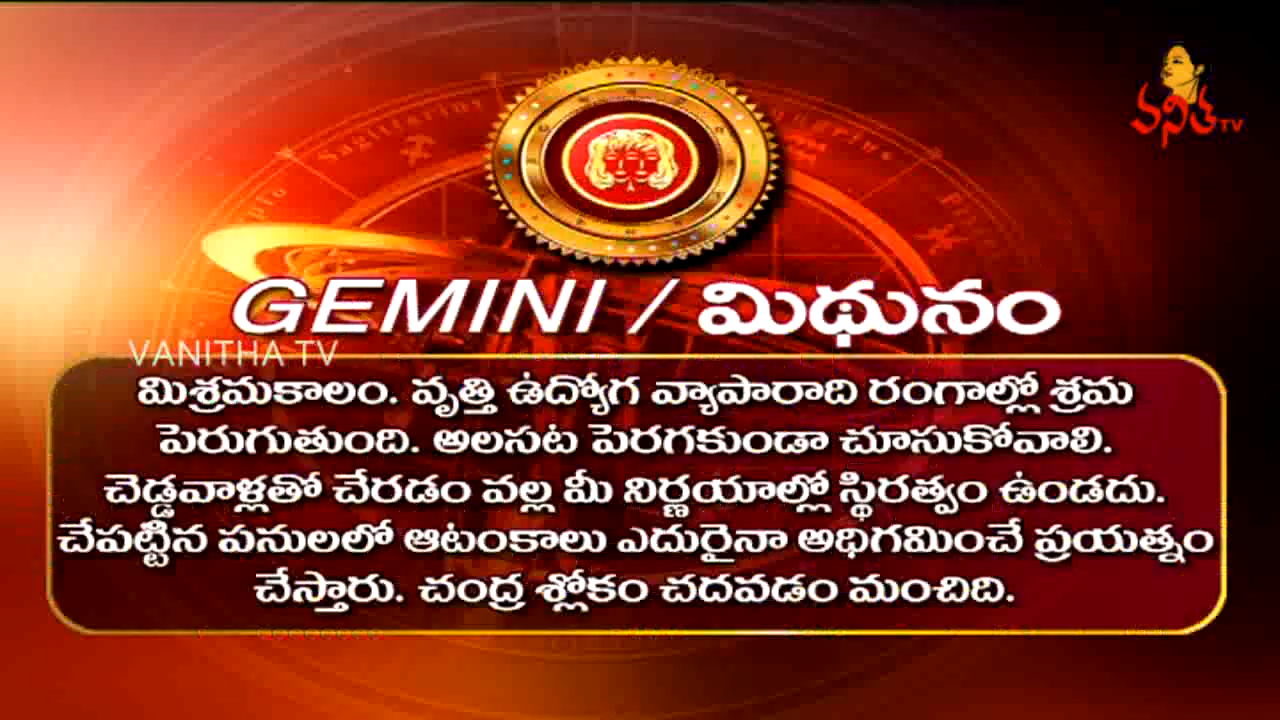 వనిత TV
Sagittarius
GEMINI / మిథునం
VANITHA TV
మిశ్రమకాలం. వృత్తి ఉద్యోగ వ్యాపారాది రంగాల్లో శ్రమ
పెరుగుతుంది. అలసట పెరగకుండా చూసుకోవాలి.
చెడ్డవాళ్లతో చేరడం వల్ల మీ నిర్ణయాల్లో స్థిరత్వం ఉండదు.
చేపట్టిన పనులలో ఆటంకాలు ఎదురైనా అధిగమించే ప్రయత్నం
చేస్తారు. చంద్ర శ్లోకం చదవడం మంచిది.